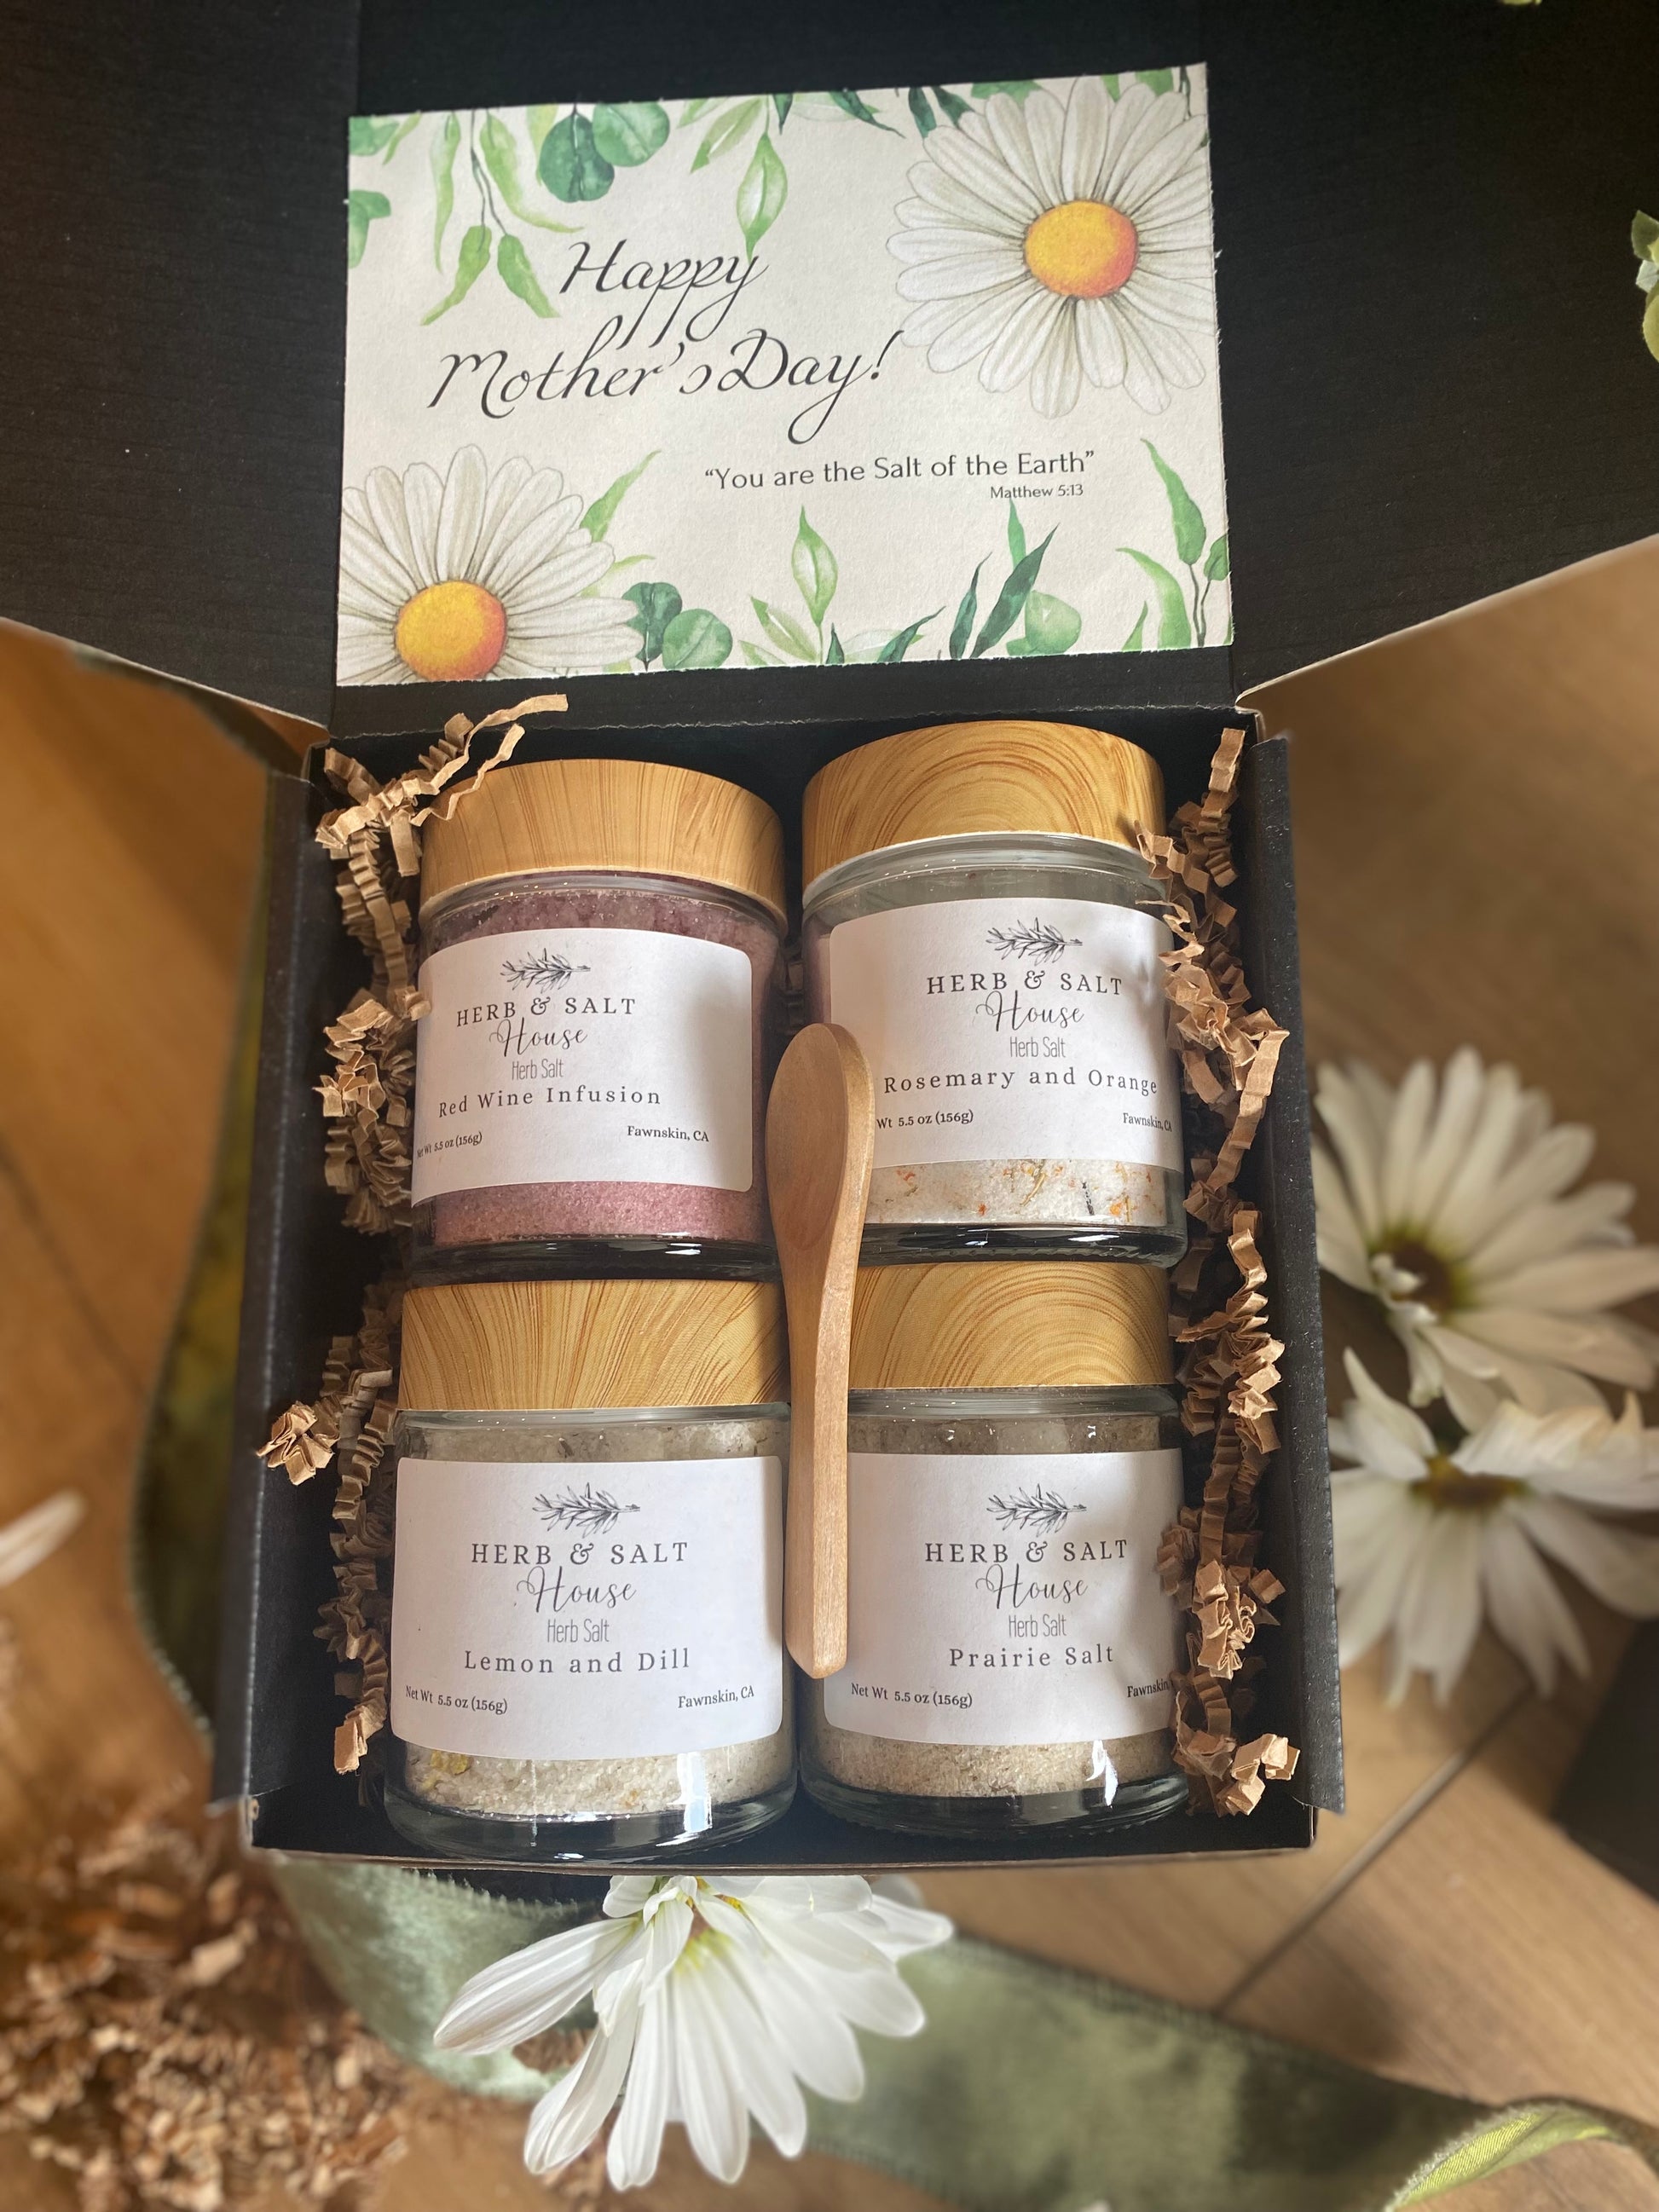 Happy
Mother's Day!
“You are the Salt of the Earth”
Matthew 5:13
HERB & SALT
House
Herb Salt
Red Wine Infusion
Net Wt 5.5 oz (156g)
Fawnskin, CA
HERB & SALT
House
Herb Salt
Rosemary and Orange
Wt 5.5 oz (156g)
Fawnskin, CA
HERB & SALT
House
Herb Salt
Lemon and Dill
Net Wt 5.5 oz (156g)
Fawnskin, CA
HERB & SALT
House
Herb Salt
Prairie Salt
Net Wt 5.5 oz (156g)
Fawnskin,